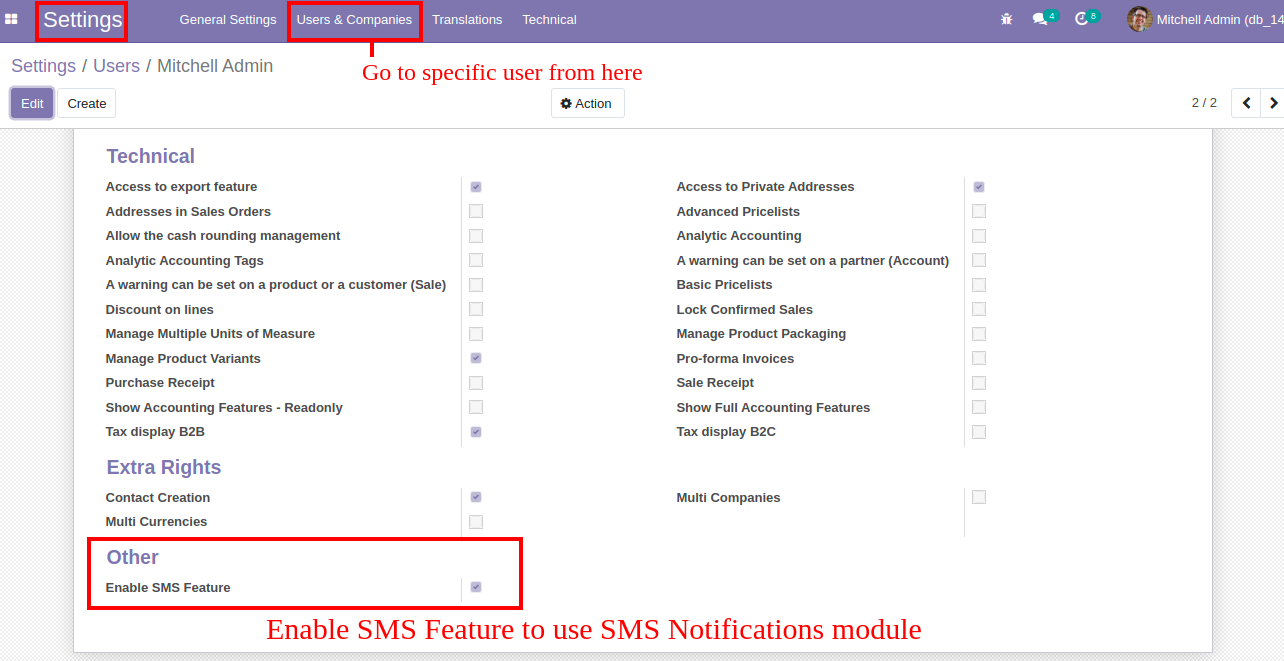 Settings General Settings Users & Companies Translations Technical 4 8 Mitchell Admin (db_14
Settings / Users / Mitchell Admin
Go to specific user from here
Edit Create Action 2 / 2
Technical
Access to export feature Access to Private Addresses
Addresses in Sales Orders Advanced Pricelists
Allow the cash rounding management Analytic Accounting
Analytic Accounting Tags A warning can be set on a partner (Account)
A warning can be set on a product or a customer (Sale) Basic Pricelists
Discount on lines Lock Confirmed Sales
Manage Multiple Units of Measure Manage Product Packaging
Manage Product Variants Pro-forma Invoices
Purchase Receipt Sale Receipt
Show Accounting Features - Readonly Show Full Accounting Features
Tax display B2B Tax display B2C
Extra Rights
Contact Creation Multi Companies
Multi Currencies
Other
Enable SMS Feature
Enable SMS Feature to use SMS Notifications module